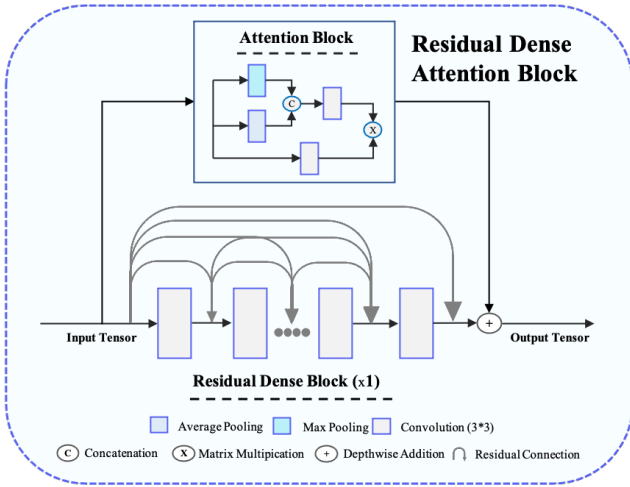 Attention Block
Residual Dense
Attention Block
C
X
Input Tensor
+
Output Tensor
Residual Dense Block (x1)
Average Pooling
Max Pooling
Convolution (3*3)
C Concatenation
X Matrix Multipication
+ Depthwise Addition
Residual Connection